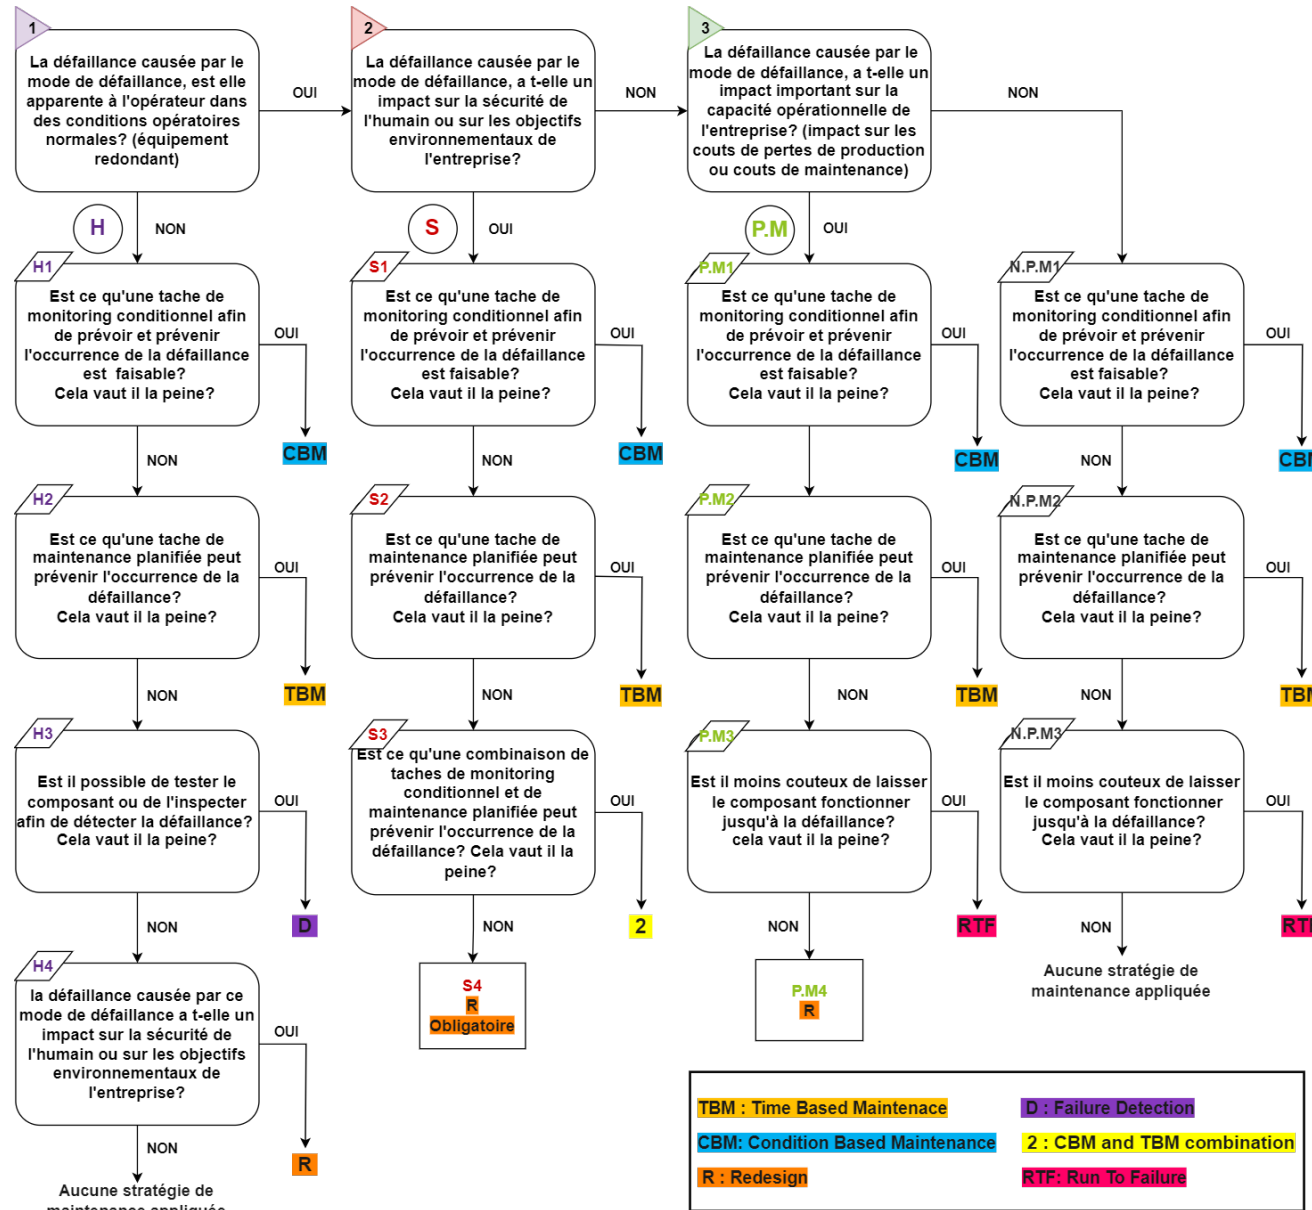 1
La défaillance causée par le
mode de défaillance, est elle
apparente à l'opérateur dans
des conditions opératoires
normales? (équipement
redondant)
OUI
2
La défaillance causée par le
mode de défaillance, a t-elle un
impact sur la sécurité de
l'humain ou sur les objectifs
environnementaux de
l'entreprise?
NON
3
La défaillance causée par le
mode de défaillance, a t-elle un
impact important sur la
capacité opérationnelle de
l'entreprise? (impact sur les
couts de pertes de production
ou couts de maintenance)
NON
H
NON
S
OUI
P.M
OUI
H1
Est ce qu'une tache de
monitoring conditionnel afin
de prévoir et prévenir
l'occurrence de la défaillance
est faisable?
Cela vaut il la peine?
OUI
CBM
NON
S1
Est ce qu'une tache de
monitoring conditionnel afin
de prévoir et prévenir
l'occurrence de la défaillance
est faisable?
Cela vaut il la peine?
OUI
CBM
NON
P.M1
Est ce qu'une tache de
monitoring conditionnel afin
de prévoir et prévenir
l'occurrence de la défaillance
est faisable?
Cela vaut il la peine?
OUI
CBM
N.P.M1
Est ce qu'une tache de
monitoring conditionnel afin
de prévoir et prévenir
l'occurrence de la défaillance
est faisable?
Cela vaut il la peine?
OUI
CBM
NON
H2
Est ce qu'une tache de
maintenance planifiée peut
prévenir l'occurrence de la
défaillance?
Cela vaut il la peine?
OUI
TBM
NON
S2
Est ce qu'une tache de
maintenance planifiée peut
prévenir l'occurrence de la
défaillance?
Cela vaut il la peine?
OUI
TBM
NON
P.M2
Est ce qu'une tache de
maintenance planifiée peut
prévenir l'occurrence de la
défaillance?
Cela vaut il la peine?
OUI
TBM
NON
N.P.M2
Est ce qu'une tache de
maintenance planifiée peut
prévenir l'occurrence de la
défaillance?
Cela vaut il la peine?
OUI
TBM
NON
H3
Est il possible de tester le
composant ou de l'inspecter
afin de détecter la défaillance?
Cela vaut il la peine?
OUI
D
NON
S3
Est ce qu'une combinaison de
taches de monitoring
conditionnel et de
maintenance planifiée peut
prévenir l'occurrence de la
défaillance? Cela vaut il la
peine?
OUI
2
NON
P.M3
Est il moins couteux de laisser
le composant fonctionner
jusqu'à la défaillance?
cela vaut il la peine?
OUI
RTF
NON
N.P.M3
Est il moins couteux de laisser
le composant fonctionner
jusqu'à la défaillance?
Cela vaut il la peine?
OUI
RTF
NON
H4
la défaillance causée par ce
mode de défaillance a t-elle un
impact sur la sécurité de
l'humain ou sur les objectifs
environnementaux de
l'entreprise?
OUI
R
NON
Aucune stratégie de
maintenance appliquée
S4
R
Obligatoire
P.M4
R
Aucune stratégie de
maintenance appliquée
TBM : Time Based Maintenace
CBM: Condition Based Maintenance
R : Redesign
D : Failure Detection
2 : CBM and TBM combination
RTF: Run To Failure